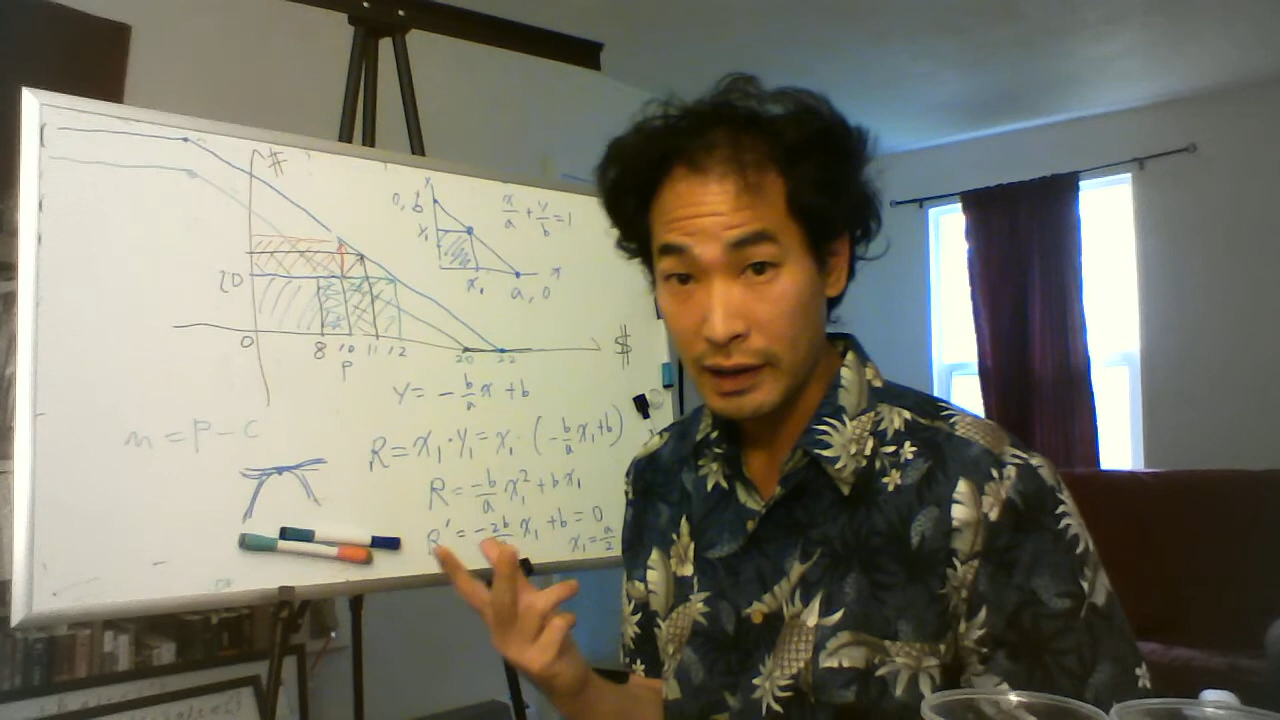 $
20
0 8 10 11 12 20 22 $
P
y
0, b
y₁
x₁ a, 0 x
x/a + y/b = 1
Y = -b/a x + b
m = P - C
R = x₁ · y₁ = x₁ · (-b/a x₁ + b)
R = -b/a x₁² + b x₁
R' = -2b/a x₁ + b = 0
x₁ = a/2